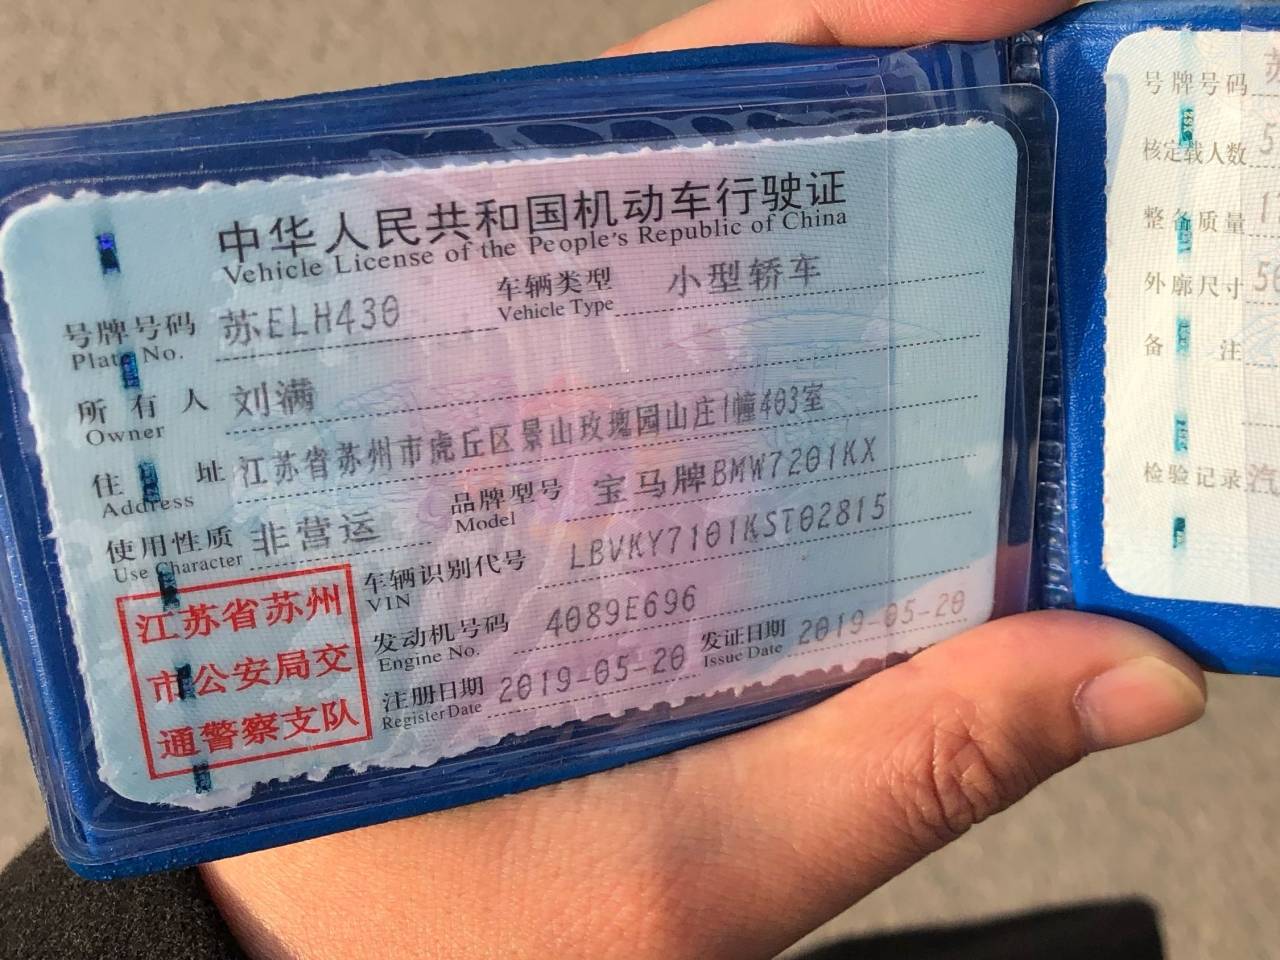 中华人民共和国机动车行驶证
Vehicle License of the People's Republic of China
号牌号码 苏ELH430 车辆类型 小型轿车
Plate No. Vehicle Type
所有人 刘满
Owner
住址 江苏省苏州市虎丘区景山玫瑰园山庄1幢403室
Address
使用性质 非营运 品牌型号 宝马牌BMW7201KX
Use Character Model
车辆识别代号 LBVKY7101KST02815
VIN
发动机号码 4089E696
Engine No.
注册日期 2019-05-20 发证日期 2019-05-20
Register Date Issue Date
江苏省苏州
市公安局交
通警察支队
号牌号码 苏
核定载人数 5
整备质量 1
外廓尺寸 50
备注
检验记录 汽